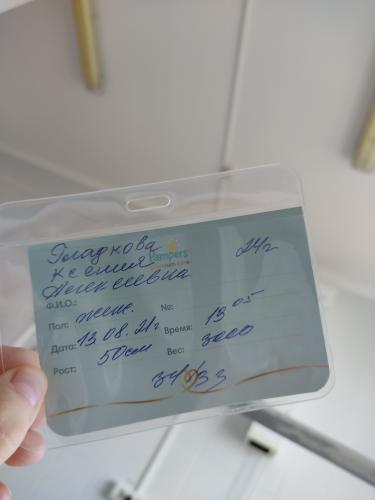 Гладкова
Ксения
Pampers
24г
Алексеевна
Ф.И.О.:
Пол: жен. №:
Дата: 13.08.21г Время: 13 05
Рост: 50см Вес: 3000
34/33